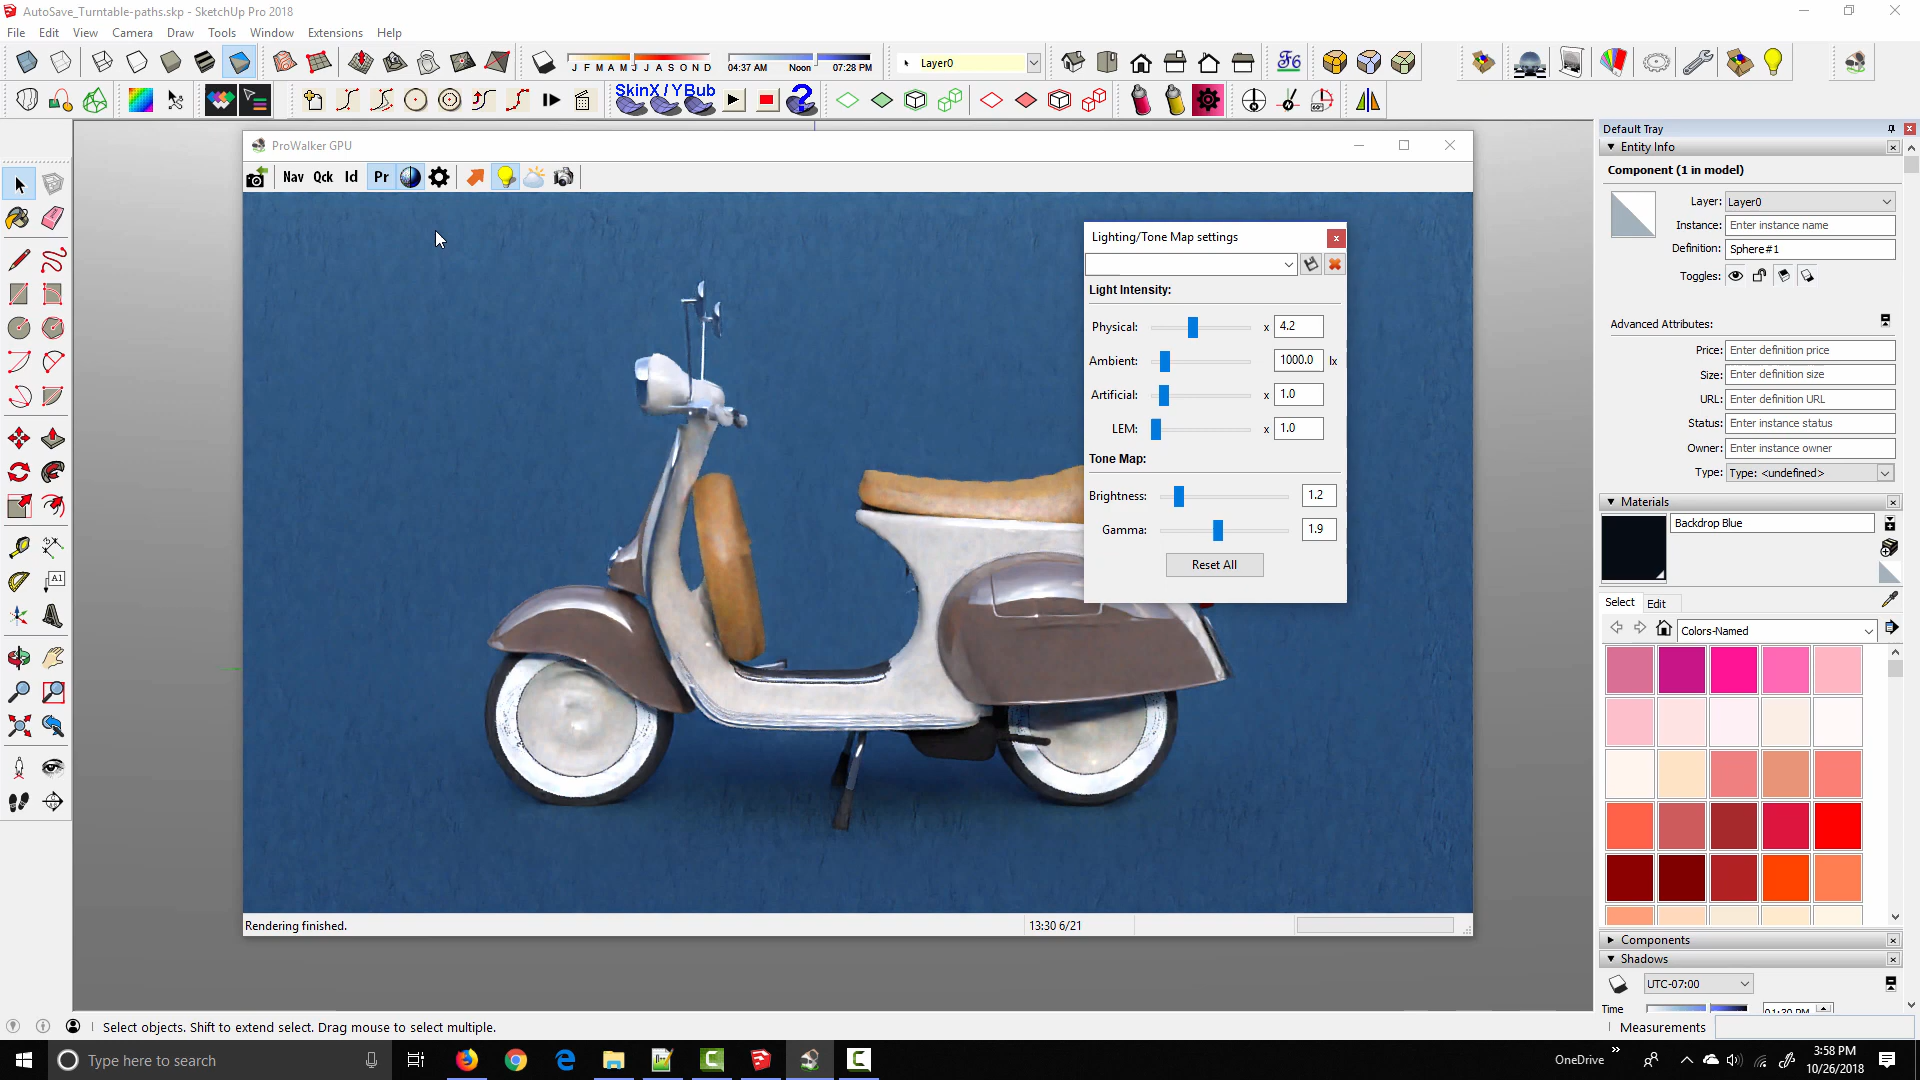 AutoSave_Turntable-paths.skp - SketchUp Pro 2018
File Edit View Camera Draw Tools Window Extensions Help
J F M A M J J A S O N D
04:37 AM Noon 07:28 PM
Layer0
SkinX / YBub
ProWalker GPU
Nav Qck Id Pr
Lighting/Tone Map settings
Light Intensity:
Physical: x 4.2
Ambient: 1000.0 lx
Artificial: x 1.0
LEM: x 1.0
Tone Map:
Brightness: 1.2
Gamma: 1.9
Reset All
Rendering finished.
13:30 6/21
A1
Default Tray
Entity Info
Component (1 in model)
Layer: Layer0
Instance: Enter instance name
Definition: Sphere#1
Toggles:
Advanced Attributes:
Price: Enter definition price
Size: Enter definition size
URL: Enter definition URL
Status: Enter instance status
Owner: Enter instance owner
Type: Type: <undefined>
Materials
Backdrop Blue
Select Edit
Colors-Named
Components
Shadows
UTC-07:00
Time 01:30 PM
Select objects. Shift to extend select. Drag mouse to select multiple.
Measurements
Type here to search
OneDrive
3:58 PM
10/26/2018